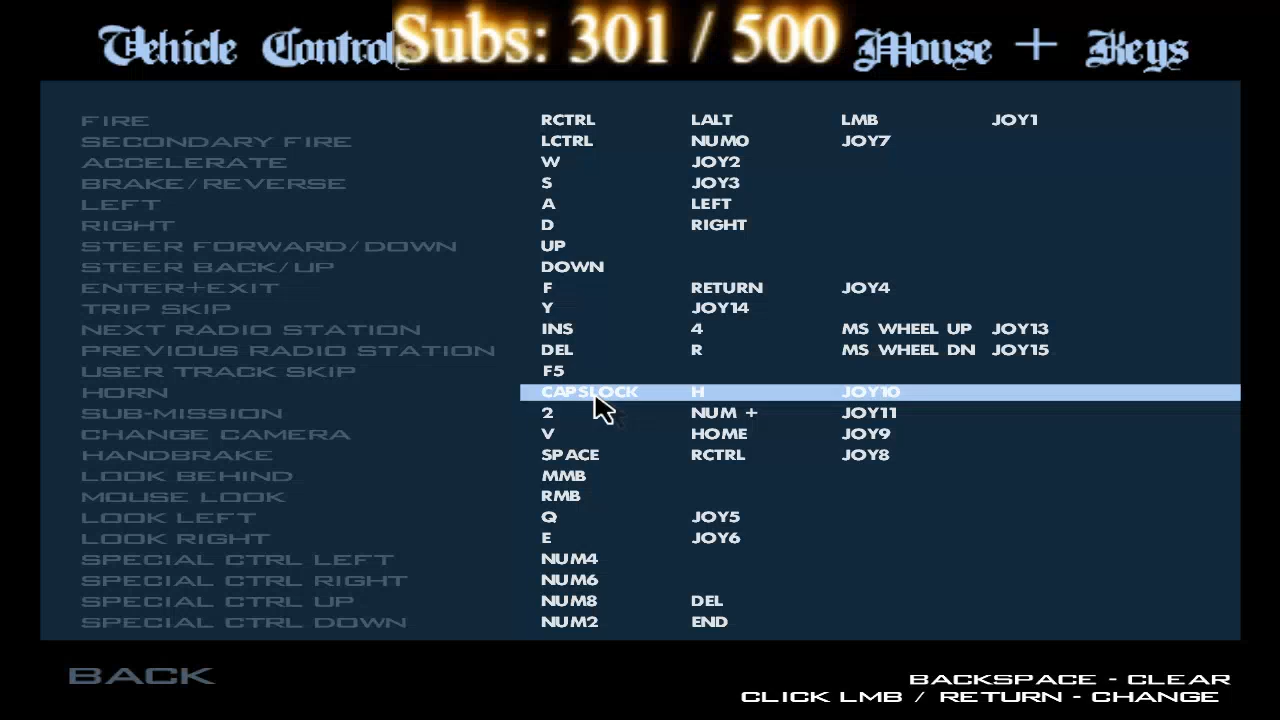 Vehicle Controls Subs: 301 / 500 Mouse + Keys
FIRE RCTRL LALT LMB JOY1
SECONDARY FIRE LCTRL NUM0 JOY7
ACCELERATE W JOY2
BRAKE/REVERSE S JOY3
LEFT A LEFT
RIGHT D RIGHT
STEER FORWARD/DOWN UP
STEER BACK/UP DOWN
ENTER+EXIT F RETURN JOY4
TRIP SKIP Y JOY14
NEXT RADIO STATION INS 4 MS WHEEL UP JOY13
PREVIOUS RADIO STATION DEL R MS WHEEL DN JOY15
USER TRACK SKIP F5
HORN CAPSLOCK H JOY10
SUB-MISSION 2 NUM + JOY11
CHANGE CAMERA V HOME JOY9
HANDBRAKE SPACE RCTRL JOY8
LOOK BEHIND MMB
MOUSE LOOK RMB
LOOK LEFT Q JOY5
LOOK RIGHT E JOY6
SPECIAL CTRL LEFT NUM4
SPECIAL CTRL RIGHT NUM6
SPECIAL CTRL UP NUM8 DEL
SPECIAL CTRL DOWN NUM2 END
BACK
BACKSPACE - CLEAR
CLICK LMB / RETURN - CHANGE